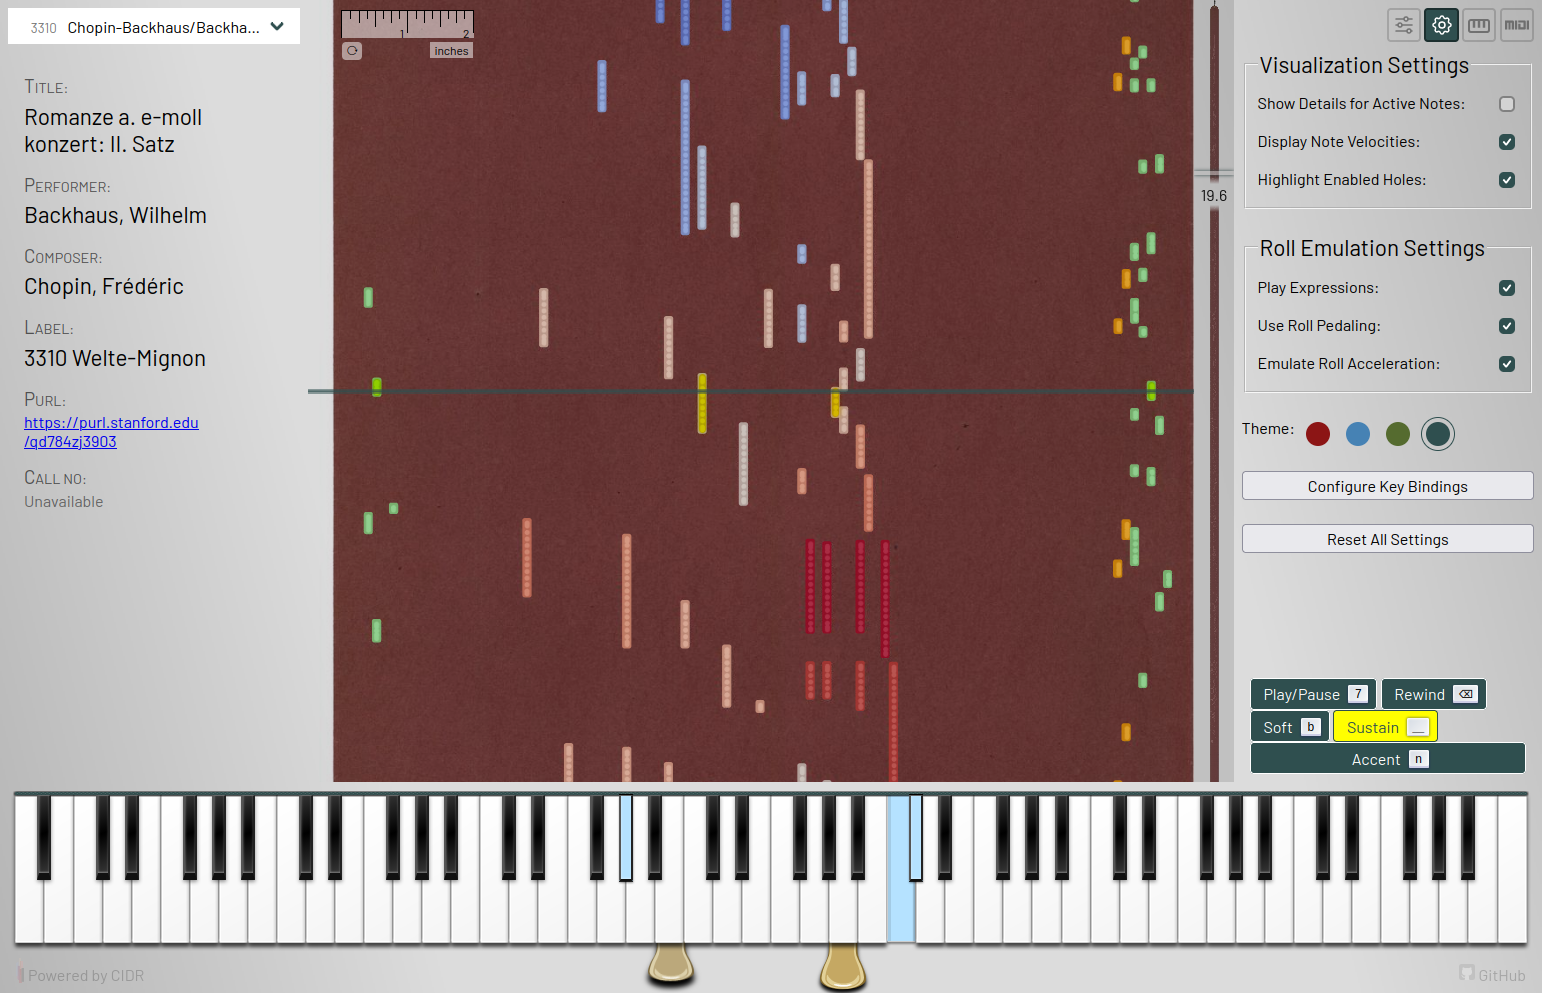 3310 Chopin-Backhaus/Backha...
TITLE:
Romanze a. e-moll
konzert: II. Satz
PERFORMER:
Backhaus, Wilhelm
COMPOSER:
Chopin, Frédéric
LABEL:
3310 Welte-Mignon
PURL:
https://purl.stanford.edu
/qd784zj3903
CALL NO:
Unavailable
1 2
inches
19.6
MIDI
Visualization Settings
Show Details for Active Notes:
Display Note Velocities:
Highlight Enabled Holes:
Roll Emulation Settings
Play Expressions:
Use Roll Pedaling:
Emulate Roll Acceleration:
Theme:
Configure Key Bindings
Reset All Settings
Play/Pause 7 Rewind ⌫
Soft b Sustain __
Accent n
Powered by CIDR
GitHub